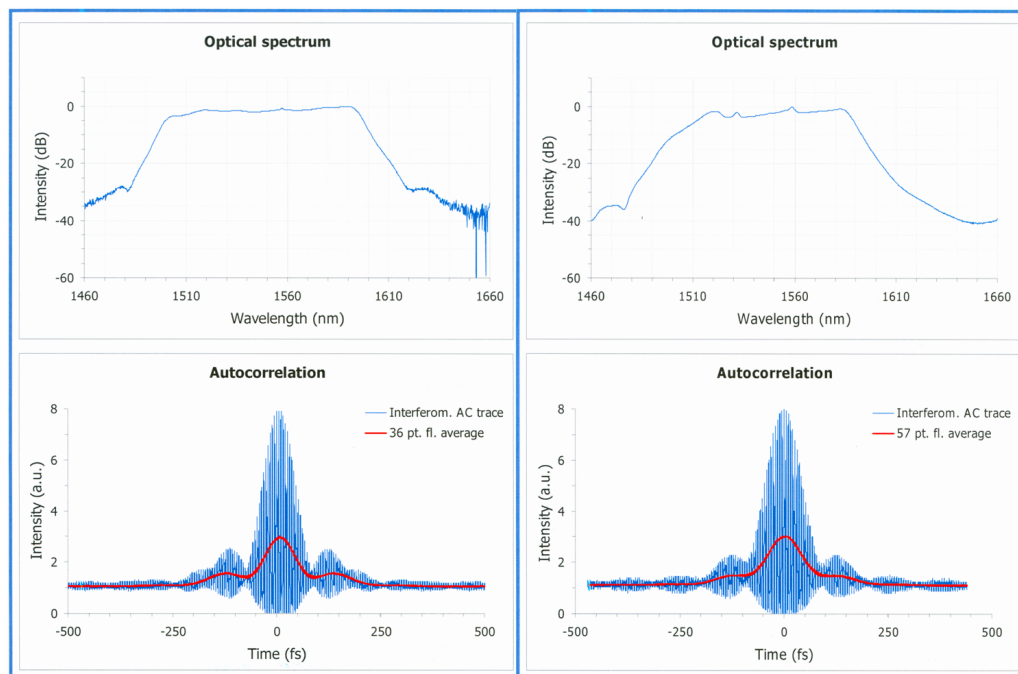 Optical spectrum
0
-20
-40
-60
Intensity (dB)
1460 1510 1560 1610 1660
Wavelength (nm)
Optical spectrum
0
-20
-40
-60
Intensity (dB)
1460 1510 1560 1610 1660
Wavelength (nm)
Autocorrelation
8
6
4
2
0
Intensity (a.u.)
Interferom. AC trace
36 pt. fl. average
-500 -250 0 250 500
Time (fs)
Autocorrelation
8
6
4
2
0
Intensity (a.u.)
Interferom. AC trace
57 pt. fl. average
-500 -250 0 250 500
Time (fs)